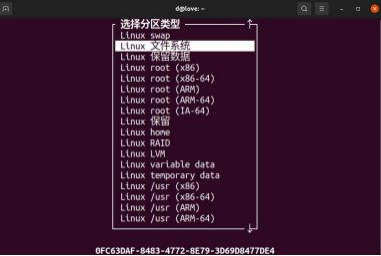 d@love: ~
选择分区类型
Linux swap
Linux 文件系统
Linux 保留数据
Linux root (x86)
Linux root (x86-64)
Linux root (ARM)
Linux root (ARM-64)
Linux root (IA-64)
Linux 保留
Linux home
Linux RAID
Linux LVM
Linux variable data
Linux temporary data
Linux /usr (x86)
Linux /usr (x86-64)
Linux /usr (ARM)
Linux /usr (ARM-64)
0FC63DAF-8483-4772-8E79-3D69D8477DE4